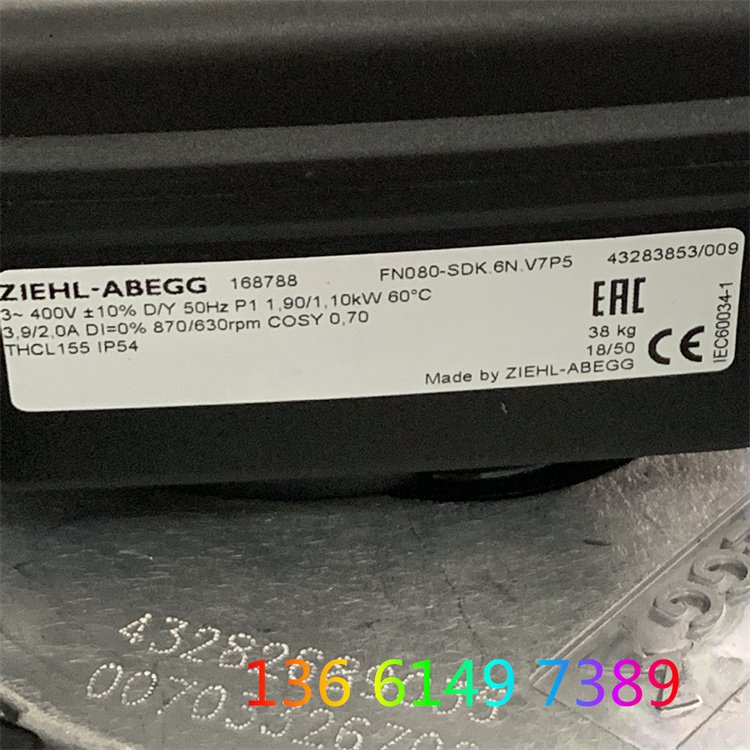 ZIEHL-ABEGG 168788 FN080-SDK.6N.V7P5 43283853/009
3~ 400V ±10% D/Y 50Hz P1 1,90/1,10kW 60°C
3,9/2,0A DI=0% 870/630rpm COSY 0,70
THCL155 IP54
EAC
38 kg
18/50
CE
IEC60034-1
Made by ZIEHL-ABEGG
136 6149 7389